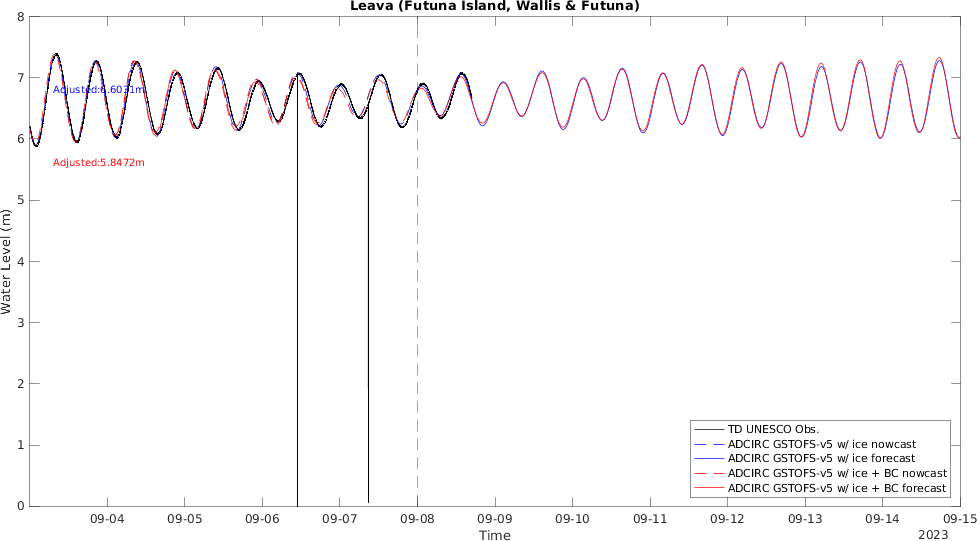 Leava (Futuna Island, Wallis & Futuna)
8
7
6
5
4
3
2
1
0
Water Level (m)
Adjusted:6.6031m
Adjusted:5.8472m
TD UNESCO Obs.
ADCIRC GSTOFS-v5 w/ ice nowcast
ADCIRC GSTOFS-v5 w/ ice forecast
ADCIRC GSTOFS-v5 w/ ice + BC nowcast
ADCIRC GSTOFS-v5 w/ ice + BC forecast
09-04 09-05 09-06 09-07 09-08 09-09 09-10 09-11 09-12 09-13 09-14 09-15
Time
2023